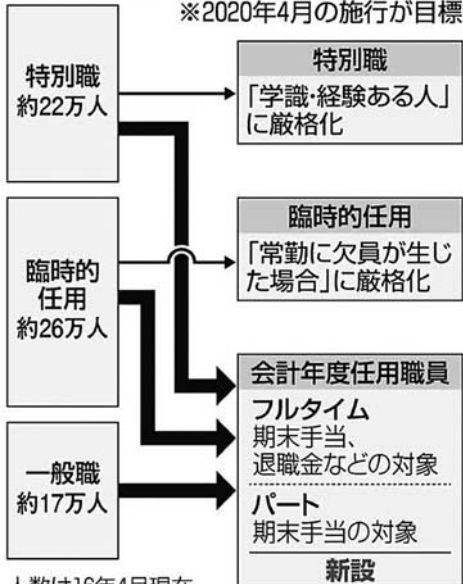 ※2020年4月の施行が目標
特別職
約22万人
特別職
「学識・経験ある人」
に厳格化
臨時的
任用
約26万人
臨時的任用
「常勤に欠員が生じ
た場合」に厳格化
一般職
約17万人
会計年度任用職員
フルタイム
期末手当、
退職金などの対象
パート
期末手当の対象
新設
人数は16年4月現在